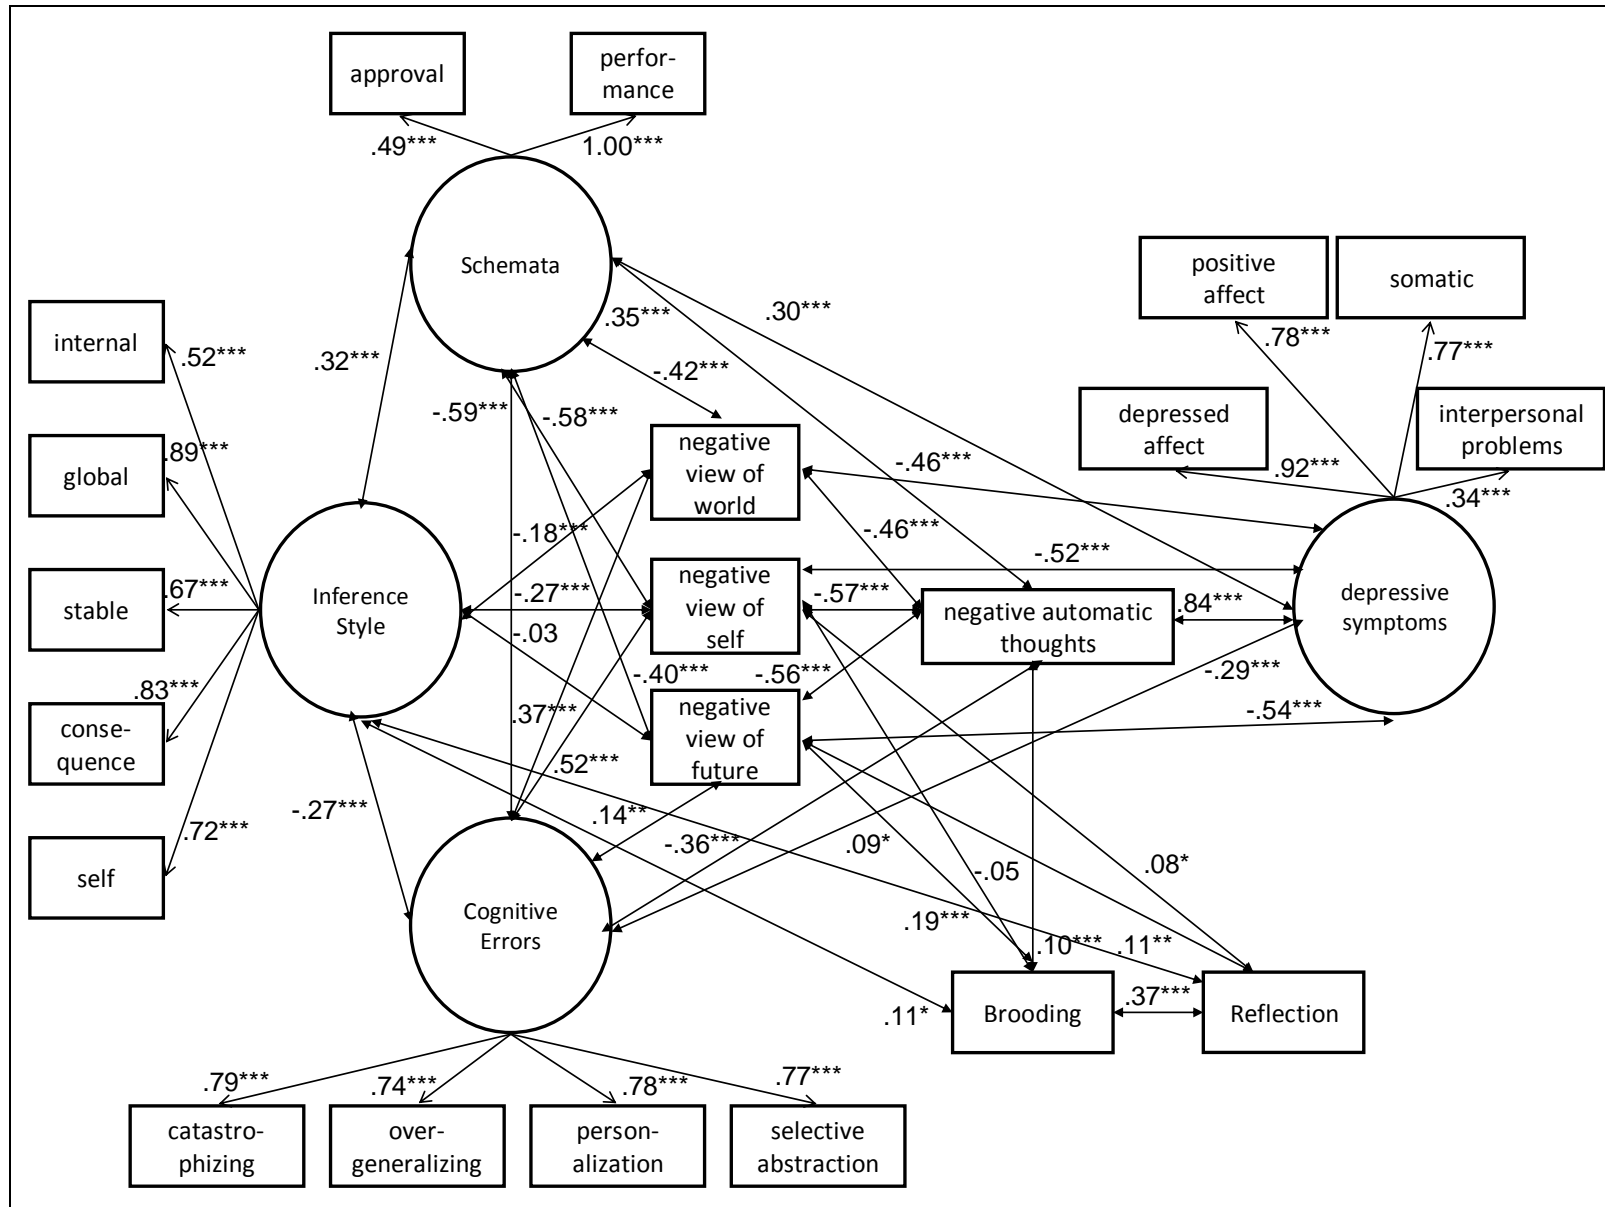 approval
perfor-
mance
.49***
1.00***
Schemata
positive
affect
somatic
.30***
.35***
.78***
.77***
internal
.52***
.32***
-.42***
-.59***
-.58***
depressed
affect
interpersonal
problems
negative
view of
world
-.46***
.92***
.34***
global
.89***
-.18***
-.46***
-.52***
stable
.67***
Inference
Style
-.27***
negative
view of
self
-.57***
negative automatic
thoughts
.84***
depressive
symptoms
-.03
-.40***
-.56***
-.29***
conse-
quence
.83***
.37***
negative
view of
future
-.54***
.52***
-.27***
.14**
-.36***
.09*
-.05
.08*
self
.72***
Cognitive
Errors
.19***
.10***
.11**
.11*
Brooding
.37***
Reflection
.79***
.74***
.78***
.77***
catastro-
phizing
over-
generalizing
person-
alization
selective
abstraction